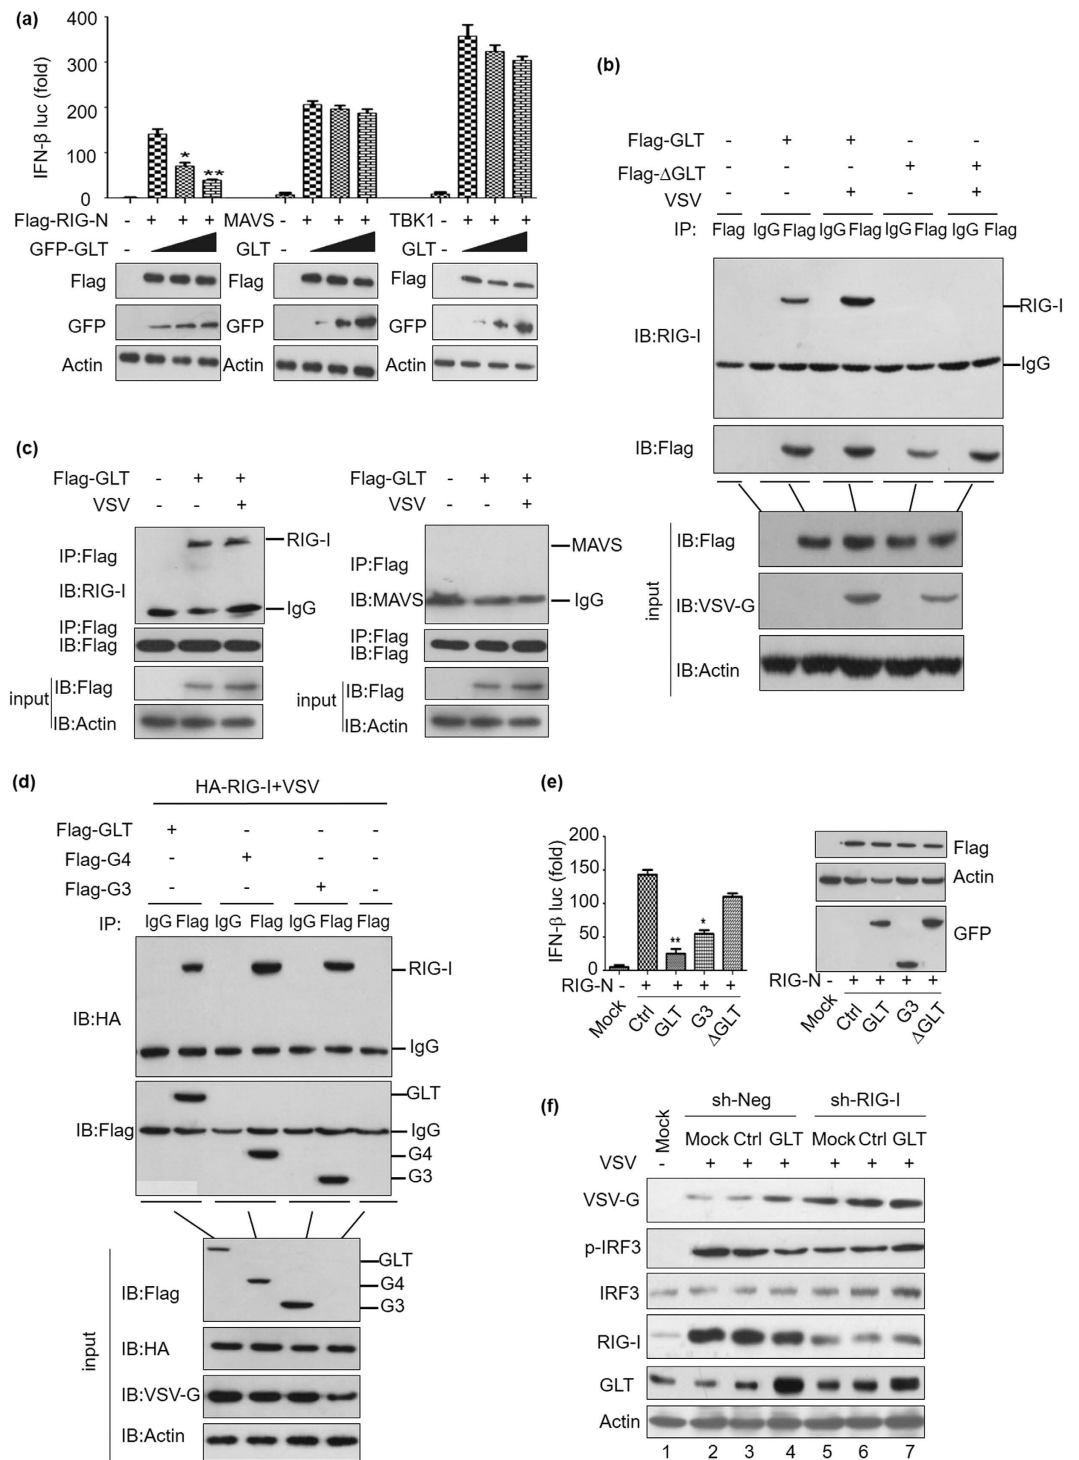 (a)
400
300
200
100
0
IFN-β luc (fold)
*
**
Flag-RIG-N - + + + MAVS - + + + TBK1 - + + +
GFP-GLT - GLT - GLT -
Flag Flag Flag
GFP GFP GFP
Actin Actin Actin
(b)
Flag-GLT - + + - -
Flag-ΔGLT - - - + +
VSV - - + - +
IP: Flag IgG Flag IgG Flag IgG Flag IgG Flag
IB:RIG-I
RIG-I
IgG
IB:Flag
input
IB:Flag
IB:VSV-G
IB:Actin
(c)
Flag-GLT - + +
VSV - - +
IP:Flag
IB:RIG-I
RIG-I
IgG
IP:Flag
IB:Flag
input
IB:Flag
IB:Actin
Flag-GLT - + +
VSV - - +
IP:Flag
IB:MAVS
MAVS
IgG
IP:Flag
IB:Flag
input
IB:Flag
IB:Actin
(d)
HA-RIG-I+VSV
Flag-GLT + - - -
Flag-G4 - + - -
Flag-G3 - - + -
IP: IgG Flag IgG Flag IgG Flag Flag
IB:HA
RIG-I
IgG
IB:Flag
GLT
IgG
G4
G3
input
IB:Flag
GLT
G4
G3
IB:HA
IB:VSV-G
IB:Actin
(e)
200
150
100
50
0
IFN-β luc (fold)
**
*
RIG-N - + + + +
Mock Ctrl GLT G3 ΔGLT
Flag
Actin
GFP
RIG-N - + + + +
Mock Ctrl GLT G3 ΔGLT
(f)
sh-Neg sh-RIG-I
Mock Mock Ctrl GLT Mock Ctrl GLT
VSV - + + + + + +
VSV-G
p-IRF3
IRF3
RIG-I
GLT
Actin
1 2 3 4 5 6 7